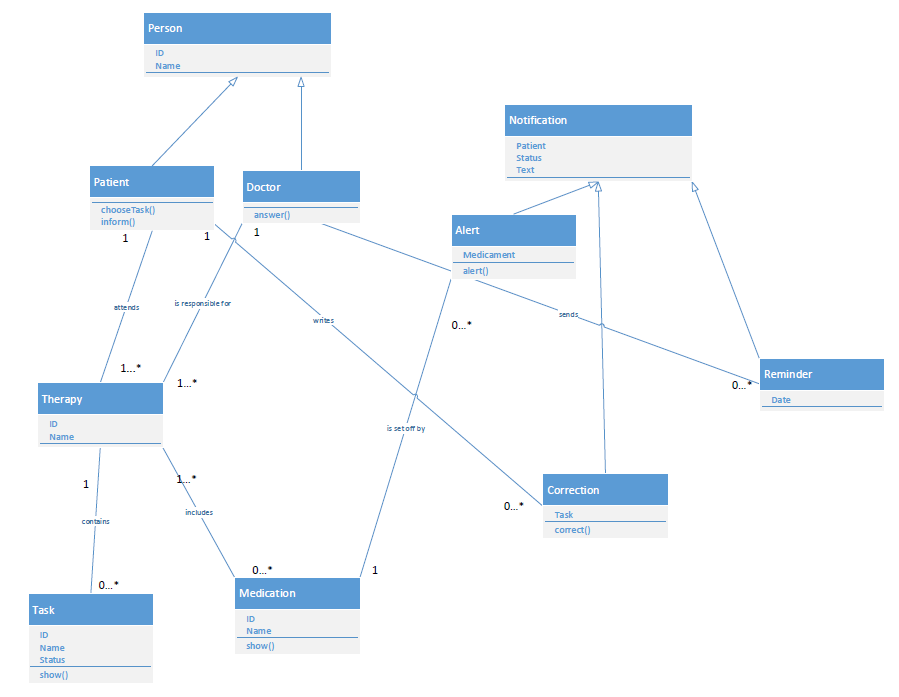 Person
ID
Name
Notification
Patient
Status
Text
Patient
chooseTask()
inform()
Doctor
answer()
Alert
Medicament
alert()
1
1
1
attends
is responsible for
writes
sends
0...*
1...*
1...*
0...*
Reminder
Date
Therapy
ID
Name
is set off by
1
1...*
includes
contains
0...*
Correction
Task
correct()
0...*
0...*
1
Task
ID
Name
Status
show()
Medication
ID
Name
show()